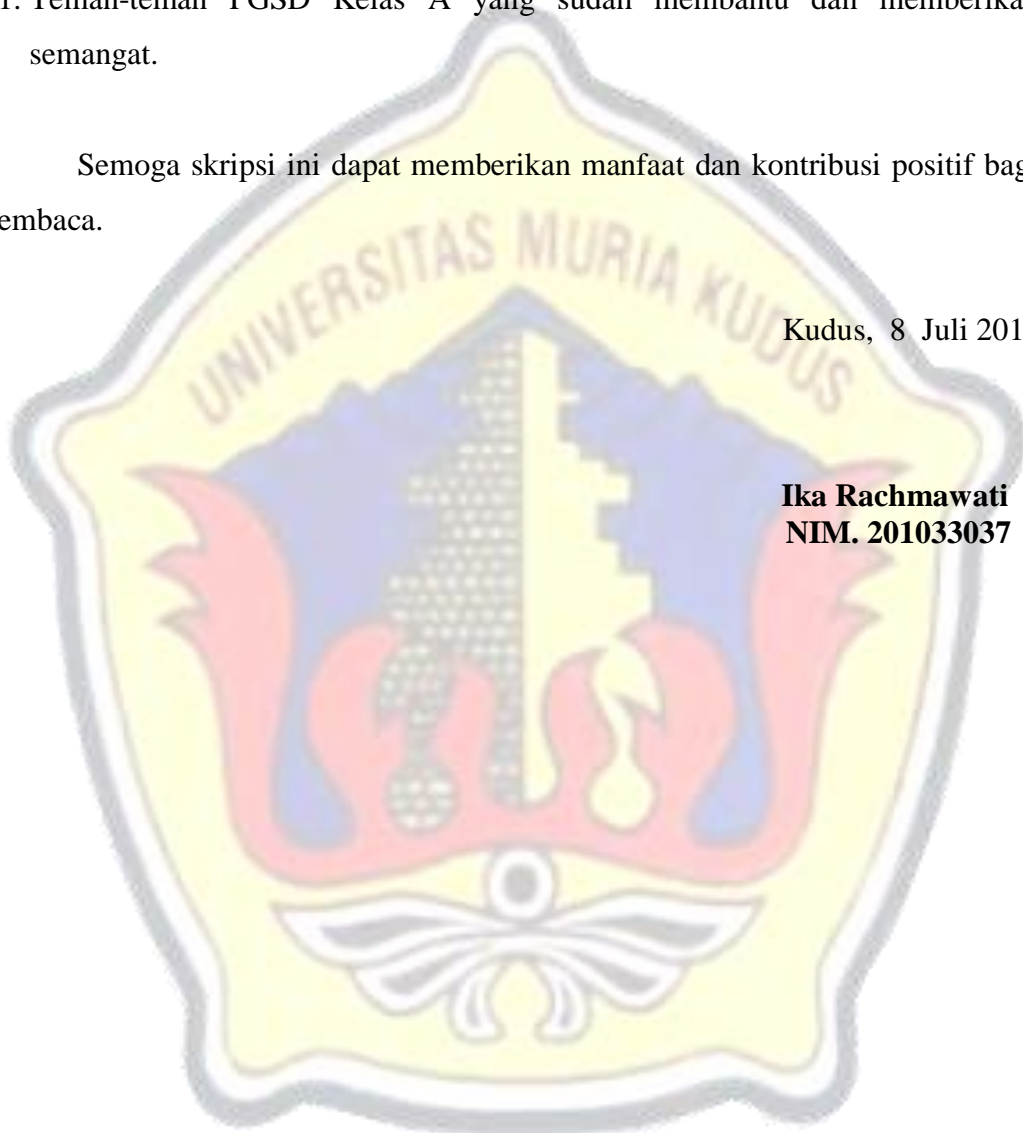 1. Teman-teman PGSD Kelas A yang sudah membantu dan memberika
semangat.
Semoga skripsi ini dapat memberikan manfaat dan kontribusi positif bag
embaca.
UNIVERSITAS MURIA KUDUS
Kudus, 8 Juli 201
Ika Rachmawati
NIM. 201033037